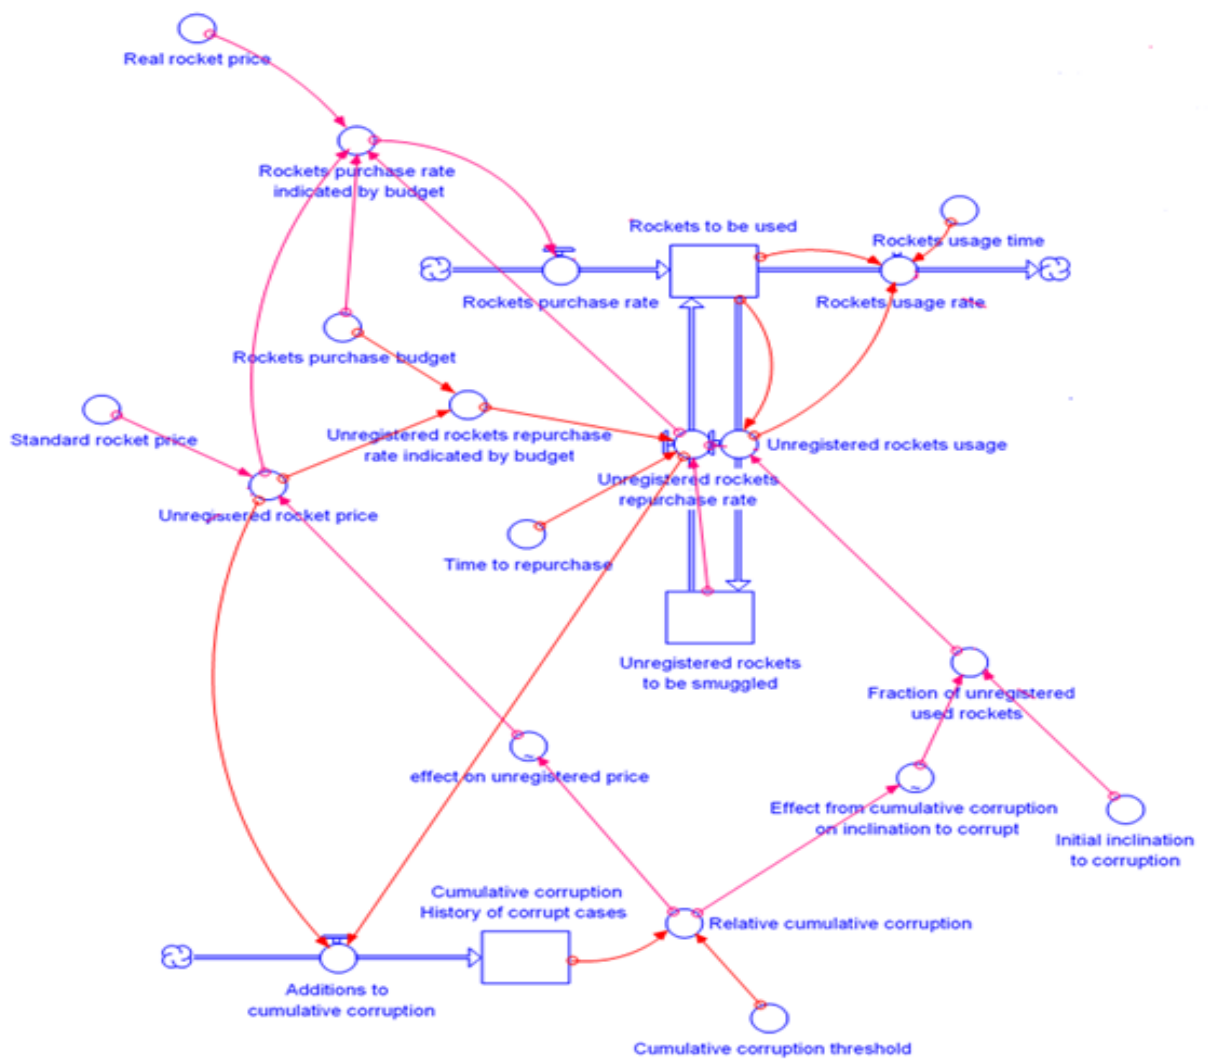 Real rocket price
Rockets purchase rate
indicated by budget
Rockets to be used
Rockets usage time
Rockets purchase rate
Rockets usage rate
Rockets purchase budget
Standard rocket price
Unregistered rockets repurchase
rate indicated by budget
Unregistered rockets usage
Unregistered rockets
repurchase rate
Unregistered rocket price
Time to repurchase
Unregistered rockets
to be smuggled
Fraction of unregistered
used rockets
effect on unregistered price
Effect from cumulative corruption
on inclination to corrupt
Initial inclination
to corruption
Cumulative corruption
History of corrupt cases
Relative cumulative corruption
Additions to
cumulative corruption
Cumulative corruption threshold